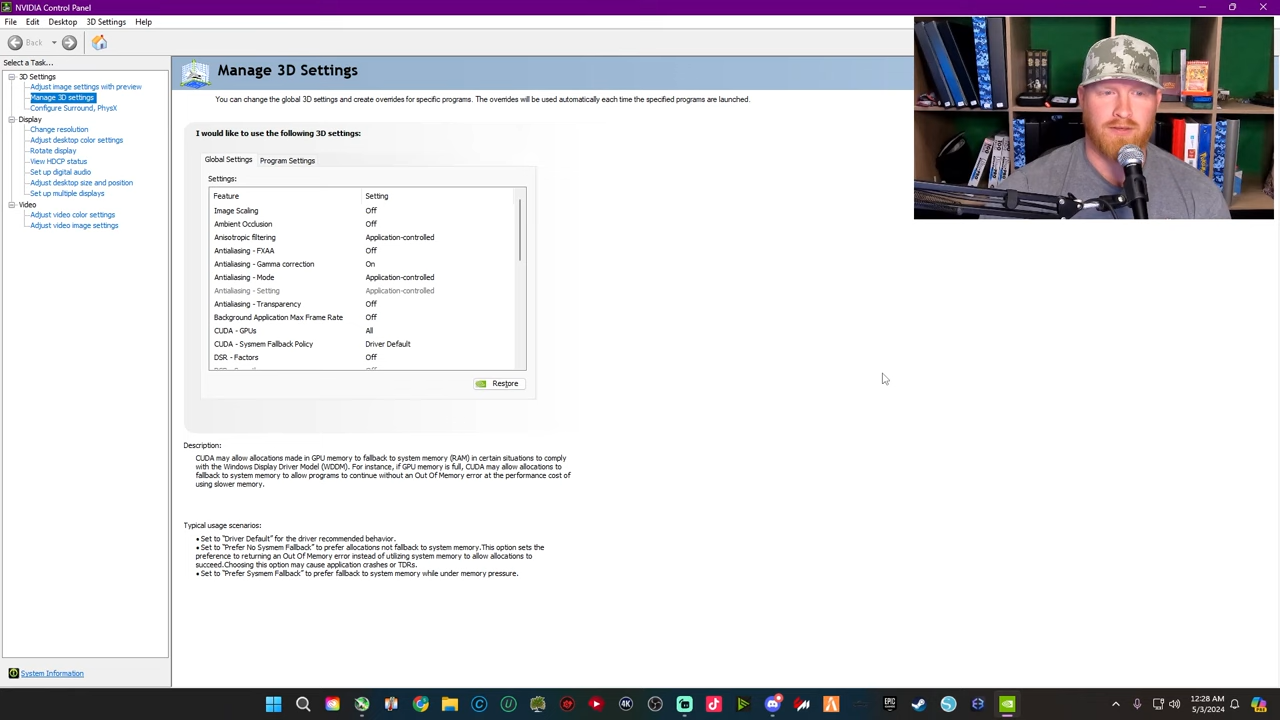 NVIDIA Control Panel
File Edit Desktop 3D Settings Help
Back
Select a Task...
3D Settings
Adjust image settings with preview
Manage 3D settings
Configure Surround, PhysX
Display
Change resolution
Adjust desktop color settings
Rotate display
View HDCP status
Set up digital audio
Adjust desktop size and position
Set up multiple displays
Video
Adjust video color settings
Adjust video image settings
System Information
Manage 3D Settings
You can change the global 3D settings and create overrides for specific programs. The overrides will be used automatically each time the specified programs are launched.
I would like to use the following 3D settings:
Global Settings Program Settings
Settings:
Feature Setting
Image Scaling Off
Ambient Occlusion Off
Anisotropic filtering Application-controlled
Antialiasing - FXAA Off
Antialiasing - Gamma correction On
Antialiasing - Mode Application-controlled
Antialiasing - Setting Application-controlled
Antialiasing - Transparency Off
Background Application Max Frame Rate Off
CUDA - GPUs All
CUDA - Sysmem Fallback Policy Driver Default
DSR - Factors Off
Restore
Description:
CUDA may allow allocations made in GPU memory to fallback to system memory (RAM) in certain situations to comply
with the Windows Display Driver Model (WDDM). For instance, if GPU memory is full, CUDA may allow allocations to
fallback to system memory to allow programs to continue without an Out Of Memory error at the performance cost of
using slower memory.
Typical usage scenarios:
• Set to "Driver Default" for the driver recommended behavior.
• Set to "Prefer No Sysmem Fallback" to prefer allocations not fallback to system memory.This option sets the
preference to returning an Out Of Memory error instead of utilizing system memory to allow allocations to
succeed.Choosing this option may cause application crashes or TDRs.
• Set to "Prefer Sysmem Fallback" to prefer fallback to system memory while under memory pressure.
4K
EPIC
12:28 AM
5/3/2024